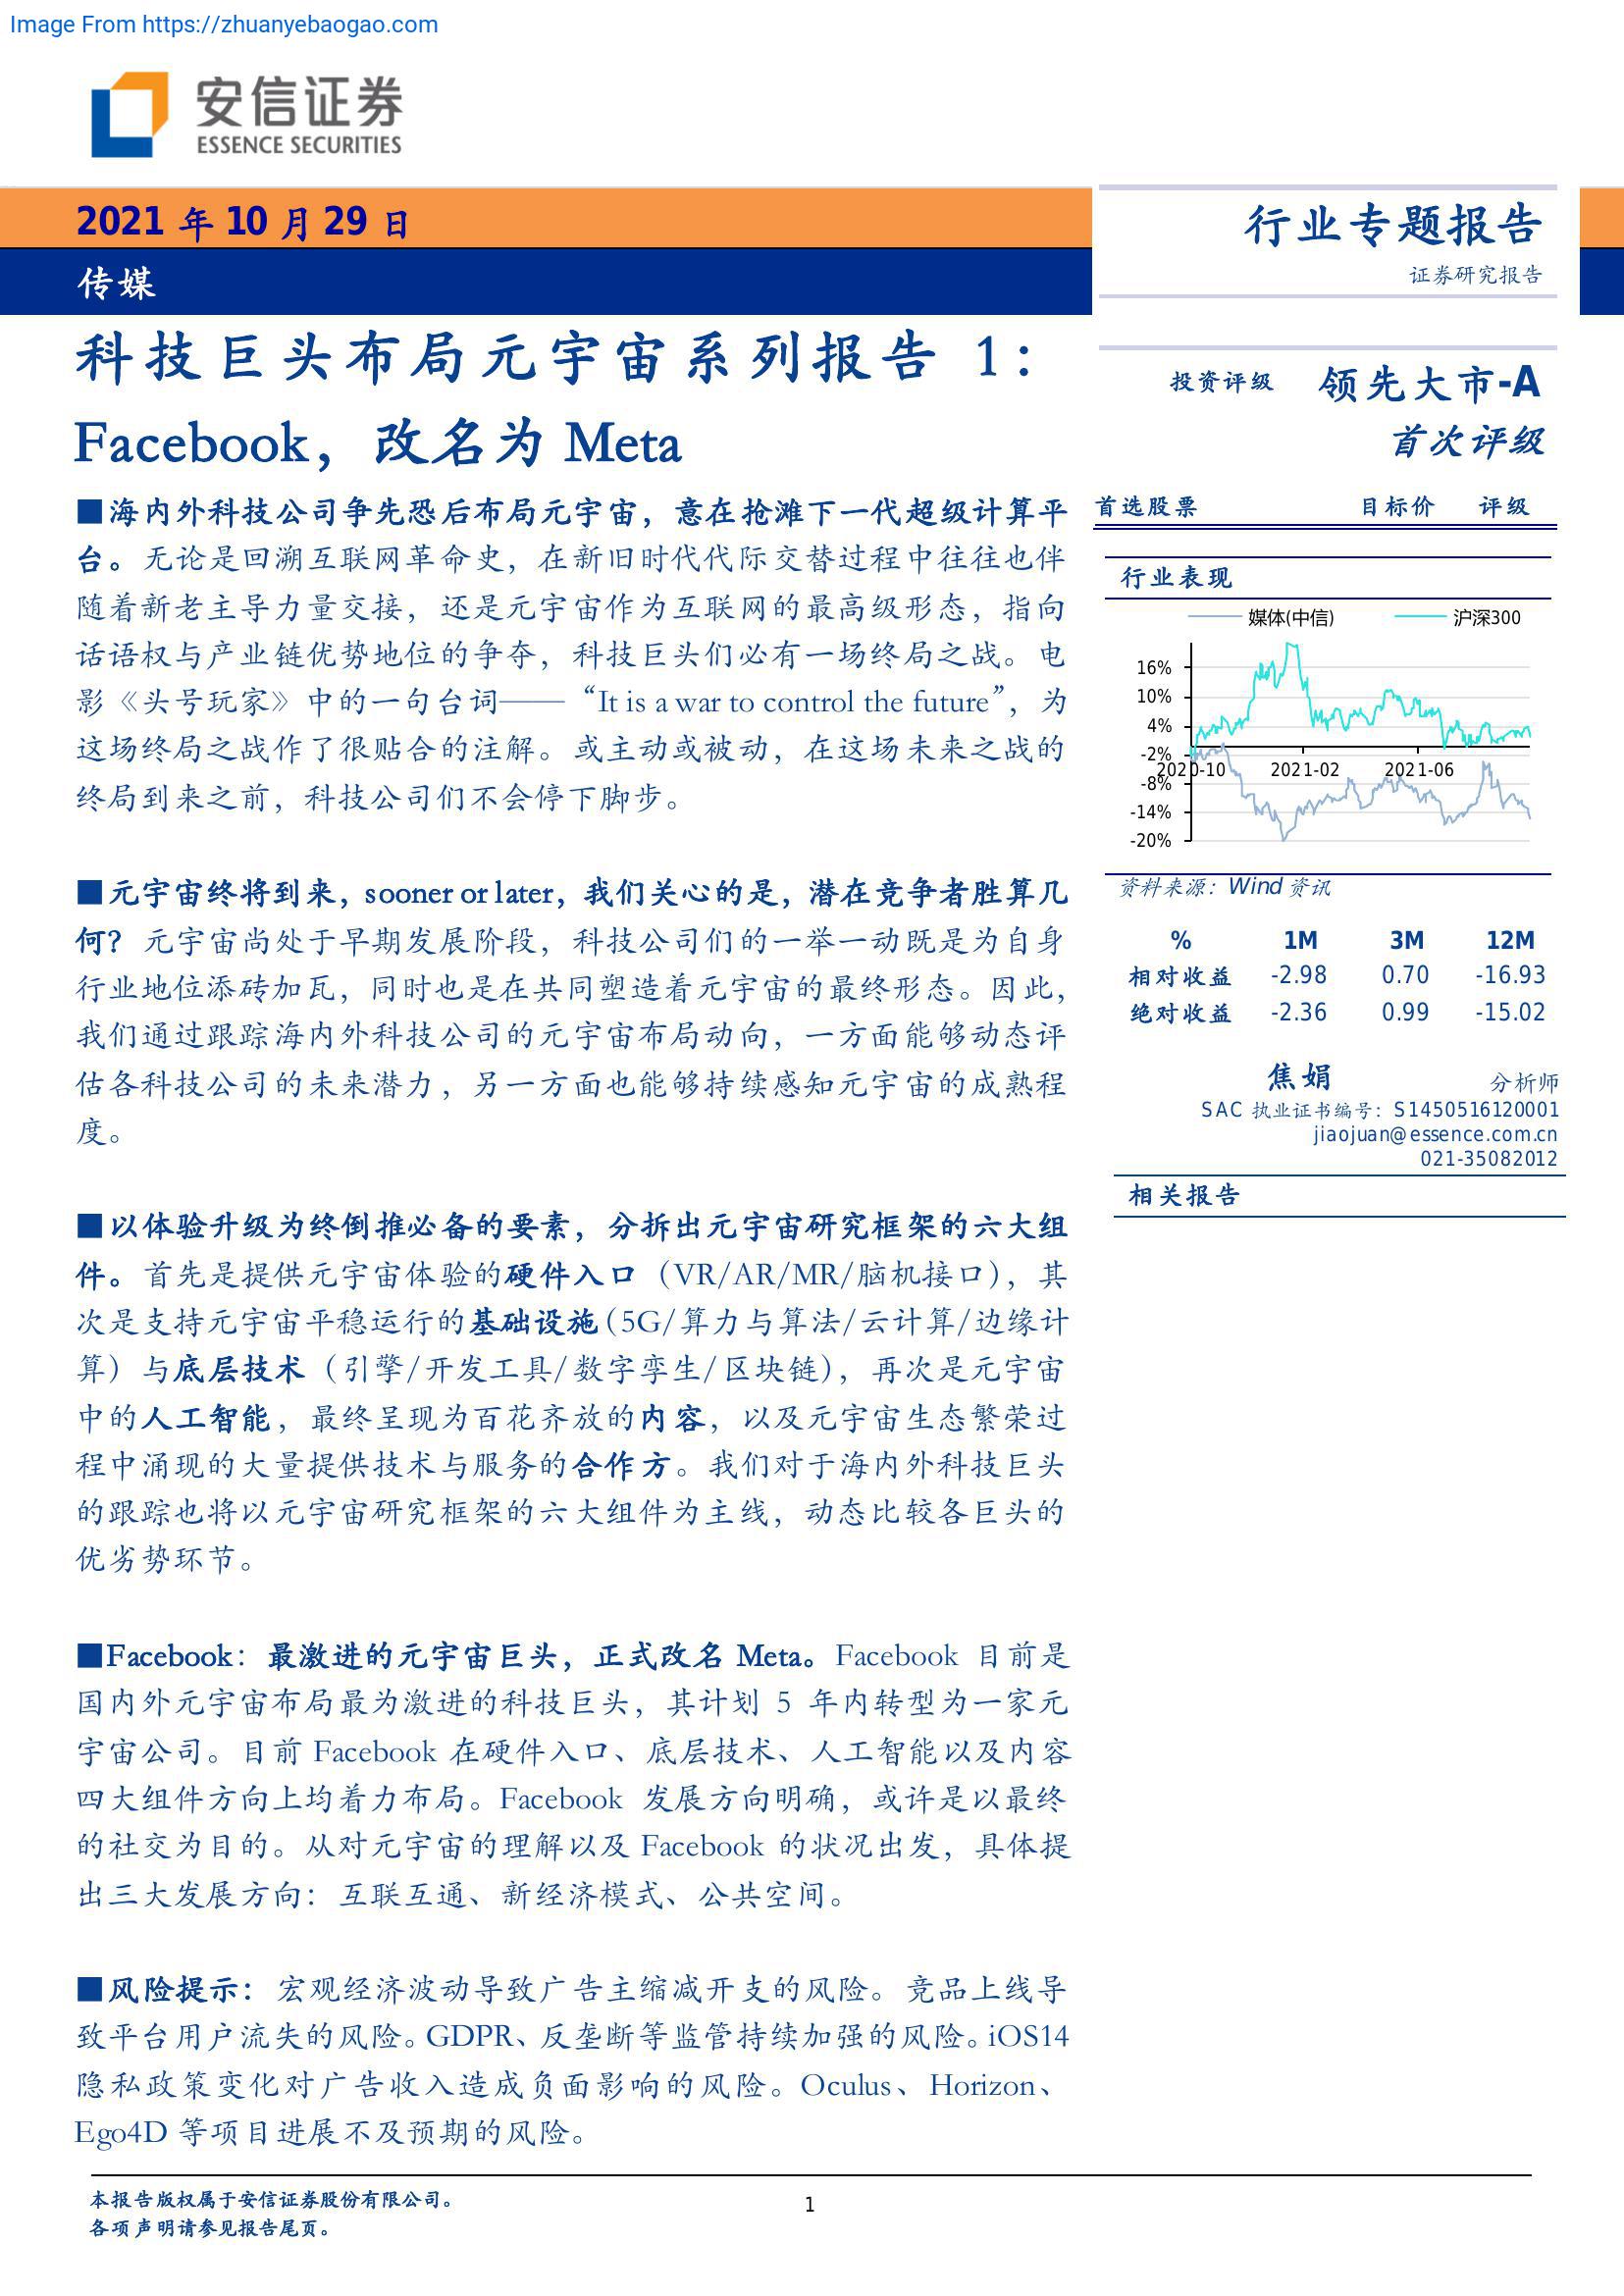 Image From https://zhuanyebaogao.com
安信证券
ESSENCE SECURITIES
2021 年 10 月 29 日
传媒
科技巨头布局元宇宙系列报告 1：
Facebook，改名为 Meta
■海内外科技公司争先恐后布局元宇宙，意在抢滩下一代超级计算平
台。无论是回溯互联网革命史，在新旧时代代际交替过程中往往也伴
随着新老主导力量交接，还是元宇宙作为互联网的最高级形态，指向
话语权与产业链优势地位的争夺，科技巨头们必有一场终局之战。电
影《头号玩家》中的一句台词——“It is a war to control the future”，为
这场终局之战作了很贴合的注解。或主动或被动，在这场未来之战的
终局到来之前，科技公司们不会停下脚步。
■元宇宙终将到来，sooner or later，我们关心的是，潜在竞争者胜算几
何？元宇宙尚处于早期发展阶段，科技公司们的一举一动既是为自身
行业地位添砖加瓦，同时也是在共同塑造着元宇宙的最终形态。因此，
我们通过跟踪海内外科技公司的元宇宙布局动向，一方面能够动态评
估各科技公司的未来潜力，另一方面也能够持续感知元宇宙的成熟程
度。
■以体验升级为终倒推必备的要素，分拆出元宇宙研究框架的六大组
件。首先是提供元宇宙体验的硬件入口（VR/AR/MR/脑机接口），其
次是支持元宇宙平稳运行的基础设施（5G/算力与算法/云计算/边缘计
算）与底层技术（引擎/开发工具/数字孪生/区块链），再次是元宇宙
中的人工智能，最终呈现为百花齐放的内容，以及元宇宙生态繁荣过
程中涌现的大量提供技术与服务的合作方。我们对于海内外科技巨头
的跟踪也将以元宇宙研究框架的六大组件为主线，动态比较各巨头的
优劣势环节。
■Facebook：最激进的元宇宙巨头，正式改名 Meta。Facebook 目前是
国内外元宇宙布局最为激进的科技巨头，其计划 5 年内转型为一家元
宇宙公司。目前 Facebook 在硬件入口、底层技术、人工智能以及内容
四大组件方向上均着力布局。Facebook 发展方向明确，或许是以最终
的社交为目的。从对元宇宙的理解以及 Facebook 的状况出发，具体提
出三大发展方向：互联互通、新经济模式、公共空间。
■风险提示：宏观经济波动导致广告主缩减开支的风险。竞品上线导
致平台用户流失的风险。GDPR、反垄断等监管持续加强的风险。iOS14
隐私政策变化对广告收入造成负面影响的风险。Oculus、Horizon、
Ego4D 等项目进展不及预期的风险。
行业专题报告
证券研究报告
投资评级 领先大市-A
首次评级
首选股票 目标价 评级
行业表现
媒体(中信) 沪深300
16%
10%
4%
-2%
2020-10 2021-02 2021-06
-8%
-14%
-20%
资料来源：Wind 资讯
% 1M 3M 12M
相对收益 -2.98 0.70 -16.93
绝对收益 -2.36 0.99 -15.02
焦娟 分析师
SAC 执业证书编号：S1450516120001
jiaojuan@essence.com.cn
021-35082012
相关报告
本报告版权属于安信证券股份有限公司。
各项声明请参见报告尾页。
1